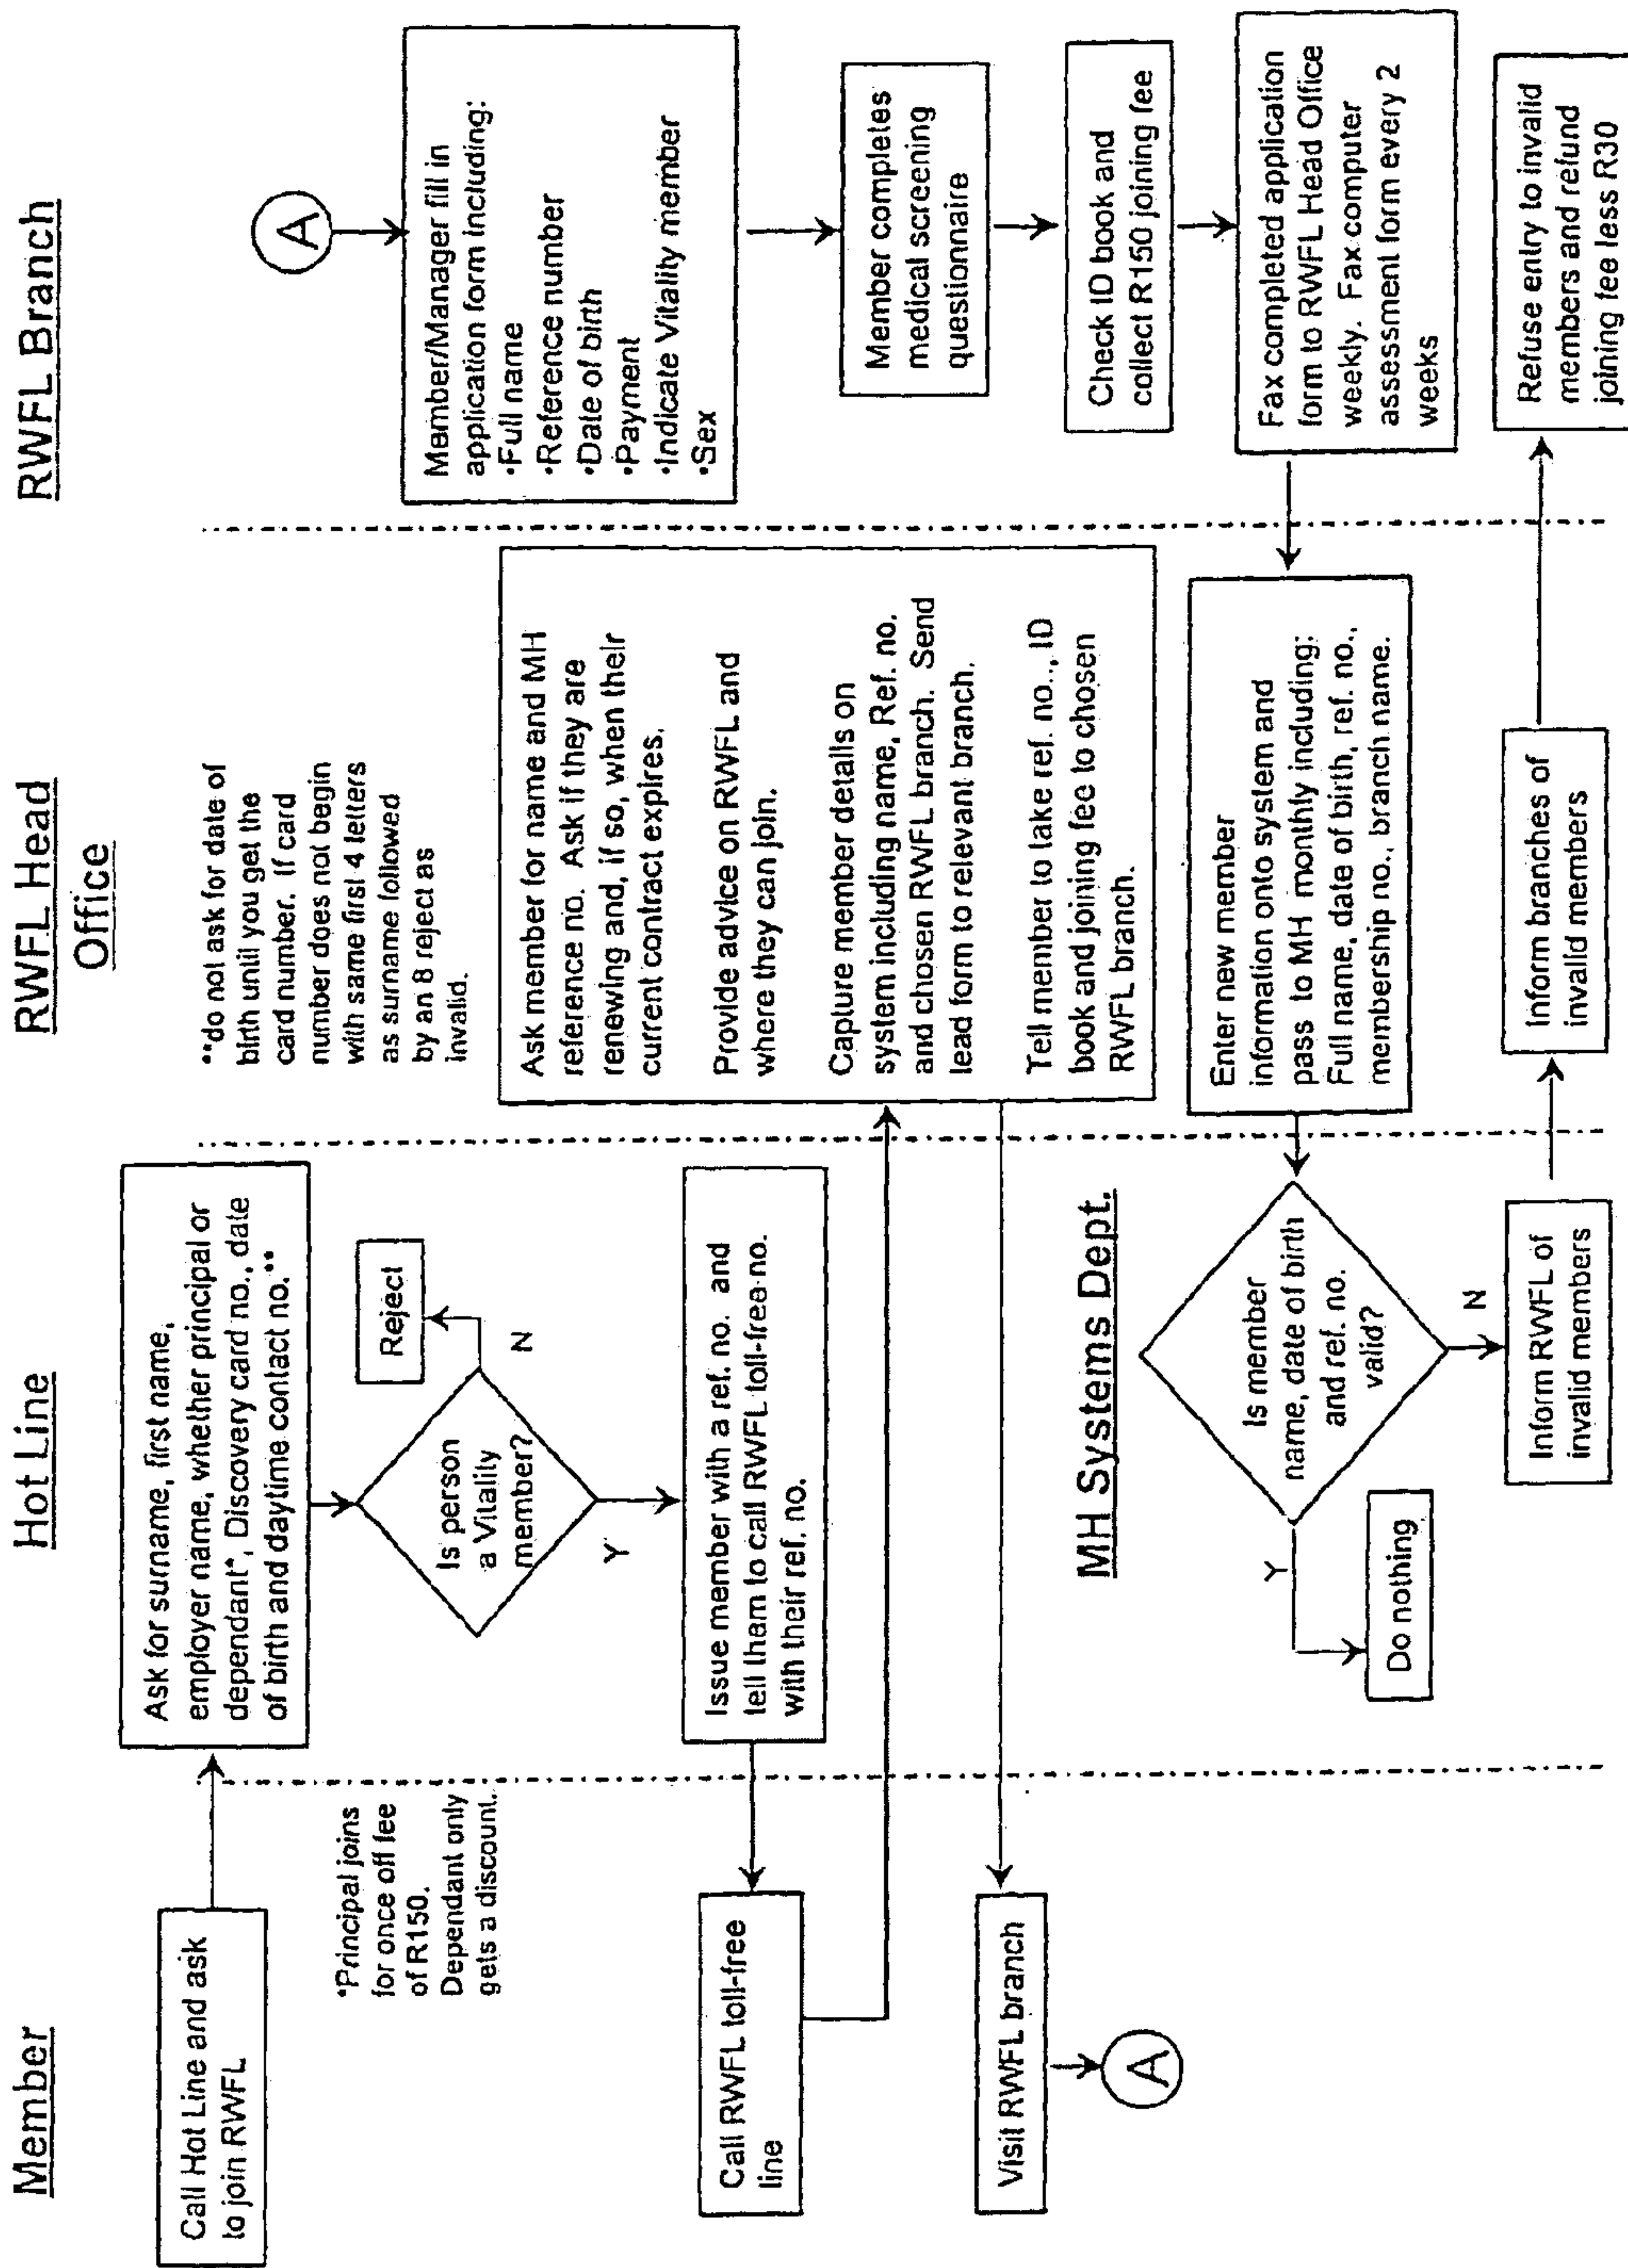 Member
Call Hot Line and ask
to join RWFL
*Principal joins
for once off fee
of R150.
Dependant only
gets a discount.
Call RWFL toll-free
line
Visit RWFL branch
A
Hot Line
Ask for surname, first name,
employer name, whether principal or
dependant*, Discovery card no., date
of birth and daytime contact no.**
Is person
a Vitality
member?
N
Reject
Y
Issue member with a ref. no. and
tell them to call RWFL toll-free no.
with their ref. no.
MH Systems Dept.
Is member
name, date of birth
and ref. no.
valid?
Y
Do nothing
N
Inform RWFL of
invalid members
RWFL Head
Office
**do not ask for date of
birth until you get the
card number. If card
number does not begin
with same first 4 letters
as surname followed
by an 8 reject as
invalid.
Ask member for name and MH
reference no. Ask if they are
renewing and, if so, when their
current contract expires.
Provide advice on RWFL and
where they can join.
Capture member details on
system including name, Ref. no.
and chosen RWFL branch. Send
lead form to relevant branch.
Tell member to take ref. no., ID
book and joining fee to chosen
RWFL branch.
Enter new member
information onto system and
pass to MH monthly including:
Full name, date of birth, ref. no.,
membership no., branch name.
Inform branches of
invalid members
RWFL Branch
A
Member/Manager fill in
application form including:
•Full name
•Reference number
•Date of birth
•Payment
•Indicate Vitality member
•Sex
Member completes
medical screening
questionnaire
Check ID book and
collect R150 joining fee
Fax completed application
form to RWFL Head Office
weekly. Fax computer
assessment form every 2
weeks
Refuse entry to invalid
members and refund
joining fee less R30